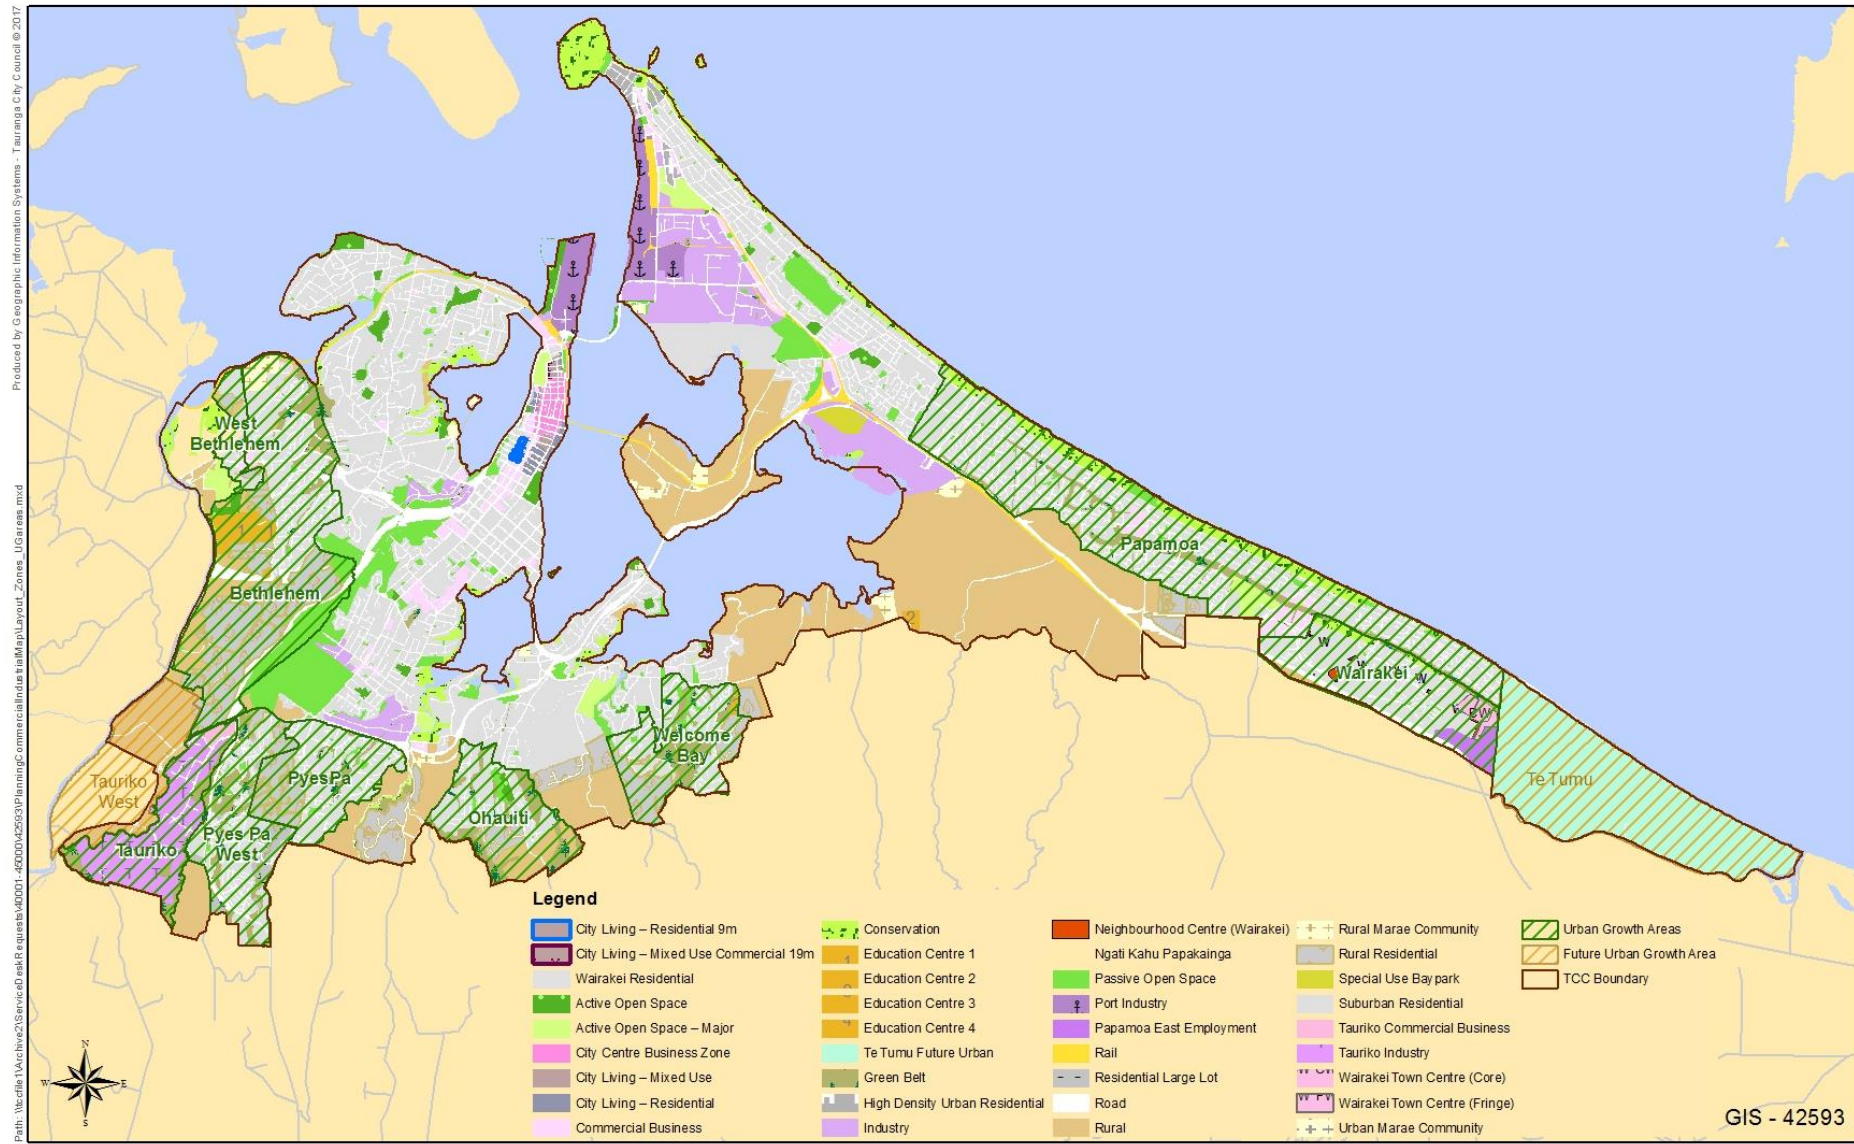 Produced by Geographic Information Systems - Tauranga City Council © 2017
West
Bethlehem
Bethlehem
Papamoa
Wairakei
Te Tumu
Welcome
Bay
Ohauiti
Pyes Pa
Pyes Pa
West
Tauriko
Tauriko
West
W
W
2
Legend
City Living – Residential 9m
City Living – Mixed Use Commercial 19m
Wairakei Residential
Active Open Space
Active Open Space – Major
City Centre Business Zone
City Living – Mixed Use
City Living – Residential
Commercial Business
Conservation
Education Centre 1
Education Centre 2
Education Centre 3
Education Centre 4
Te Tumu Future Urban
Green Belt
High Density Urban Residential
Industry
Neighbourhood Centre (Wairakei)
Ngati Kahu Papakainga
Passive Open Space
Port Industry
Papamoa East Employment
Rail
Residential Large Lot
Road
Rural
Rural Marae Community
Rural Residential
Special Use Baypark
Suburban Residential
Tauriko Commercial Business
Tauriko Industry
Wairakei Town Centre (Core)
Wairakei Town Centre (Fringe)
Urban Marae Community
Urban Growth Areas
Future Urban Growth Area
TCC Boundary
N
W
E
S
GIS - 42593